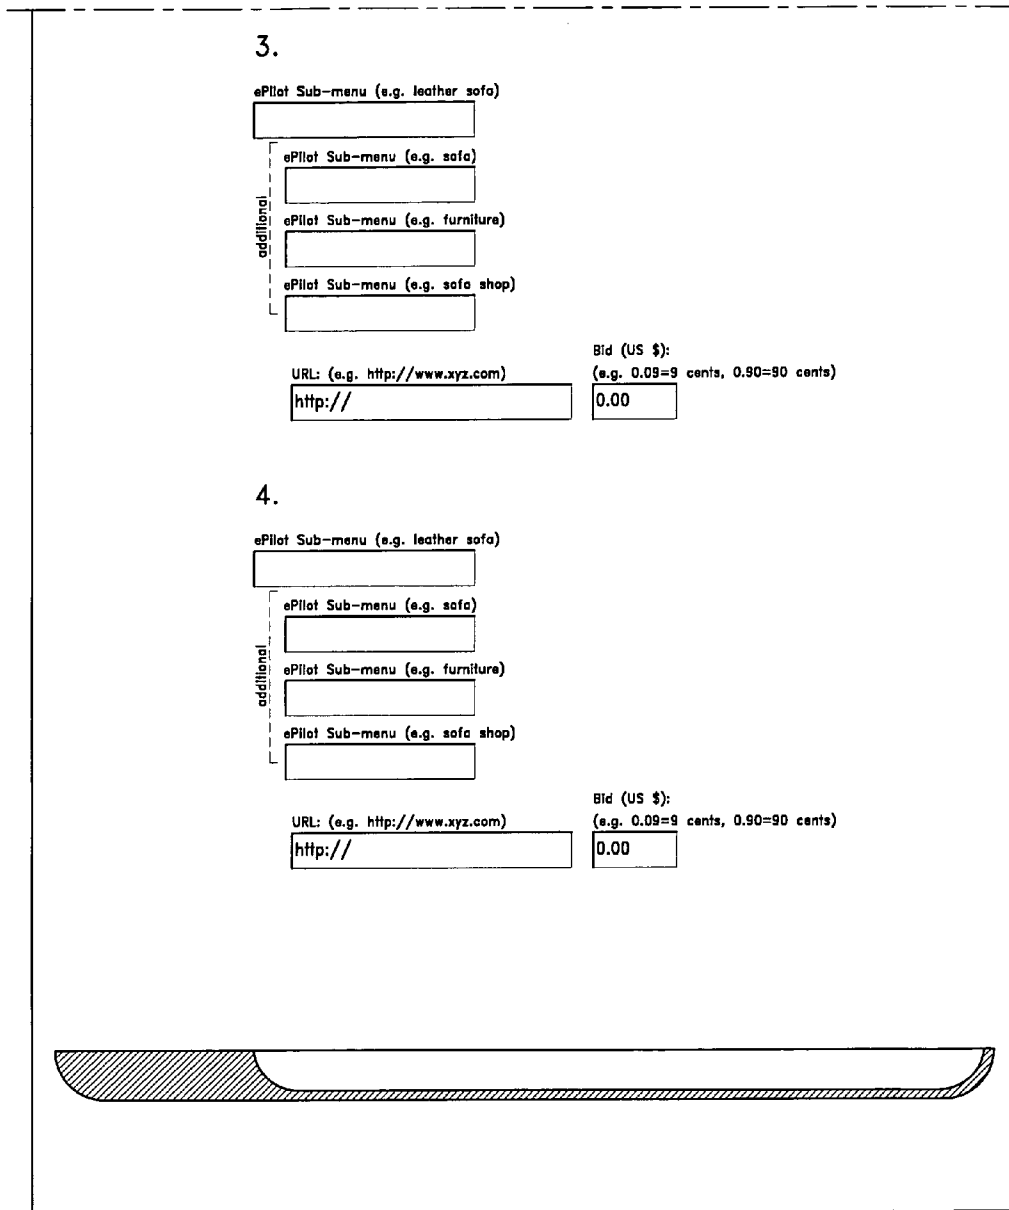 3.
ePilot Sub-menu (e.g. leather sofa)
ePilot Sub-menu (e.g. sofa)
additional
ePilot Sub-menu (e.g. furniture)
ePilot Sub-menu (e.g. sofa shop)
Bid (US $):
URL: (e.g. http://www.xyz.com) (e.g. 0.09=9 cents, 0.90=90 cents)
http:// 0.00
4.
ePilot Sub-menu (e.g. leather sofa)
ePilot Sub-menu (e.g. sofa)
additional
ePilot Sub-menu (e.g. furniture)
ePilot Sub-menu (e.g. sofa shop)
Bid (US $):
URL: (e.g. http://www.xyz.com) (e.g. 0.09=9 cents, 0.90=90 cents)
http:// 0.00